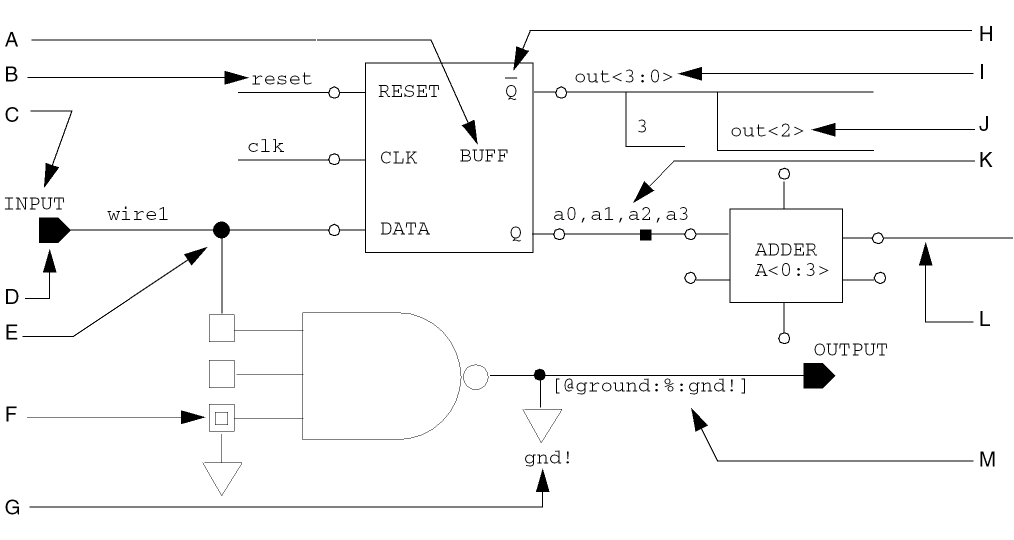 A
H
B
reset
out<3:0>
I
C
RESET
Q
3
out<2>
J
clk
CLK
BUFF
K
INPUT
wire1
a0,a1,a2,a3
DATA
Q
ADDER
A<0:3>
D
E
L
OUTPUT
[@ground:%:gnd!]
F
gnd!
M
G